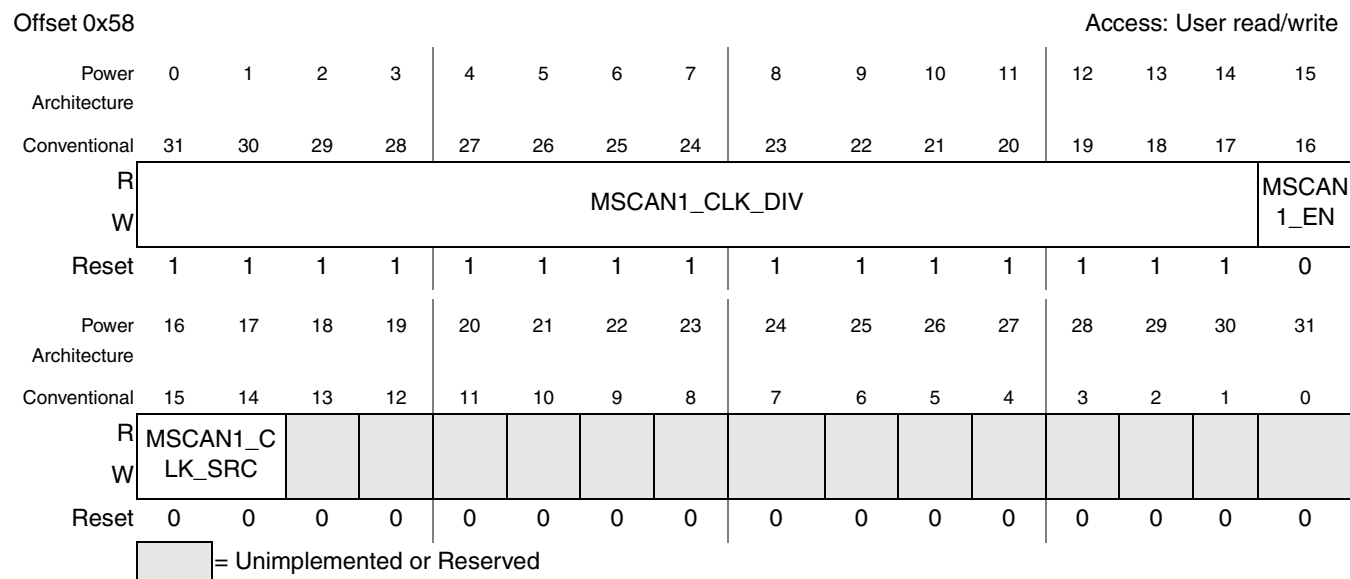 Offset 0x58 Access: User read/write
Power 0 1 2 3 4 5 6 7 8 9 10 11 12 13 14 15
Architecture
Conventional 31 30 29 28 27 26 25 24 23 22 21 20 19 18 17 16
R
MSCAN1_CLK_DIV
MSCAN
1_EN
W
Reset 1 1 1 1 1 1 1 1 1 1 1 1 1 1 1 0
Power 16 17 18 19 20 21 22 23 24 25 26 27 28 29 30 31
Architecture
Conventional 15 14 13 12 11 10 9 8 7 6 5 4 3 2 1 0
R
MSCAN1_C
LK_SRC
W
Reset 0 0 0 0 0 0 0 0 0 0 0 0 0 0 0 0
= Unimplemented or Reserved